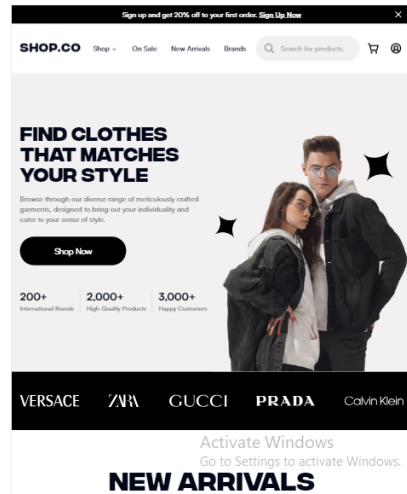 Sign up and get 20% off to your first order. Sign Up Now
SHOP.CO Shop On Sale New Arrivals Brands Search for products.
FIND CLOTHES
THAT MATCHES
YOUR STYLE
Browse through our diverse range of meticulously crafted
garments, designed to bring out your individuality and
cater to your sense of style.
Shop Now
200+ 2,000+ 3,000+
International Brands High-Quality Products Happy Customers
VERSACE ZARA GUCCI PRADA Calvin Klein
Activate Windows
Go to Settings to activate Windows.
NEW ARRIVALS